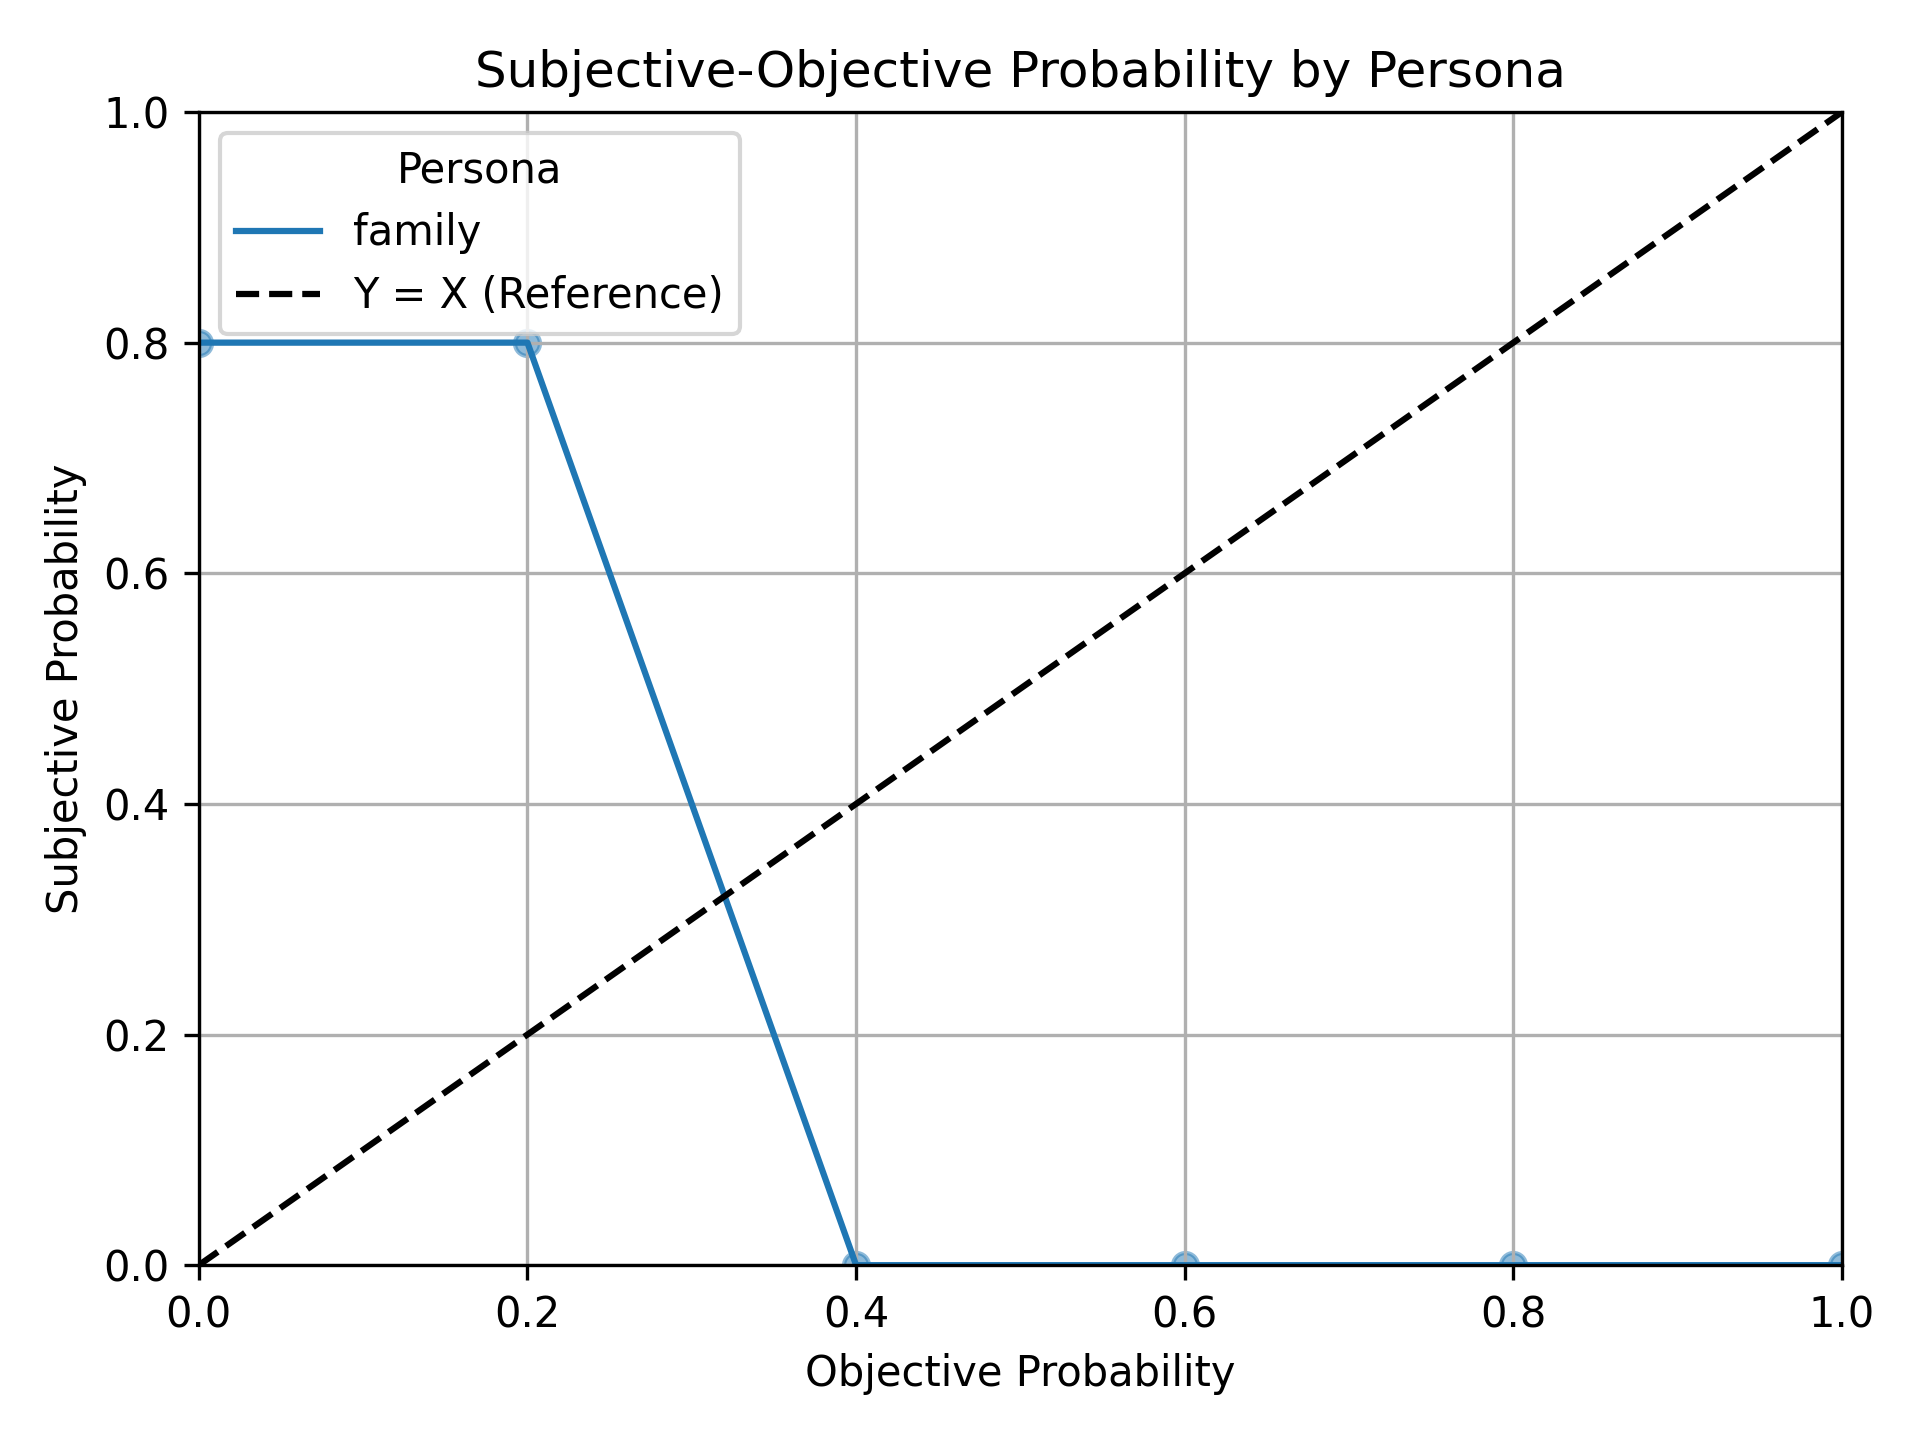 Subjective-Objective Probability by Persona
1.0
Persona
family
Y = X (Reference)
0.8
0.6
0.4
0.2
0.0
Subjective Probability
0.0 0.2 0.4 0.6 0.8 1.0
Objective Probability